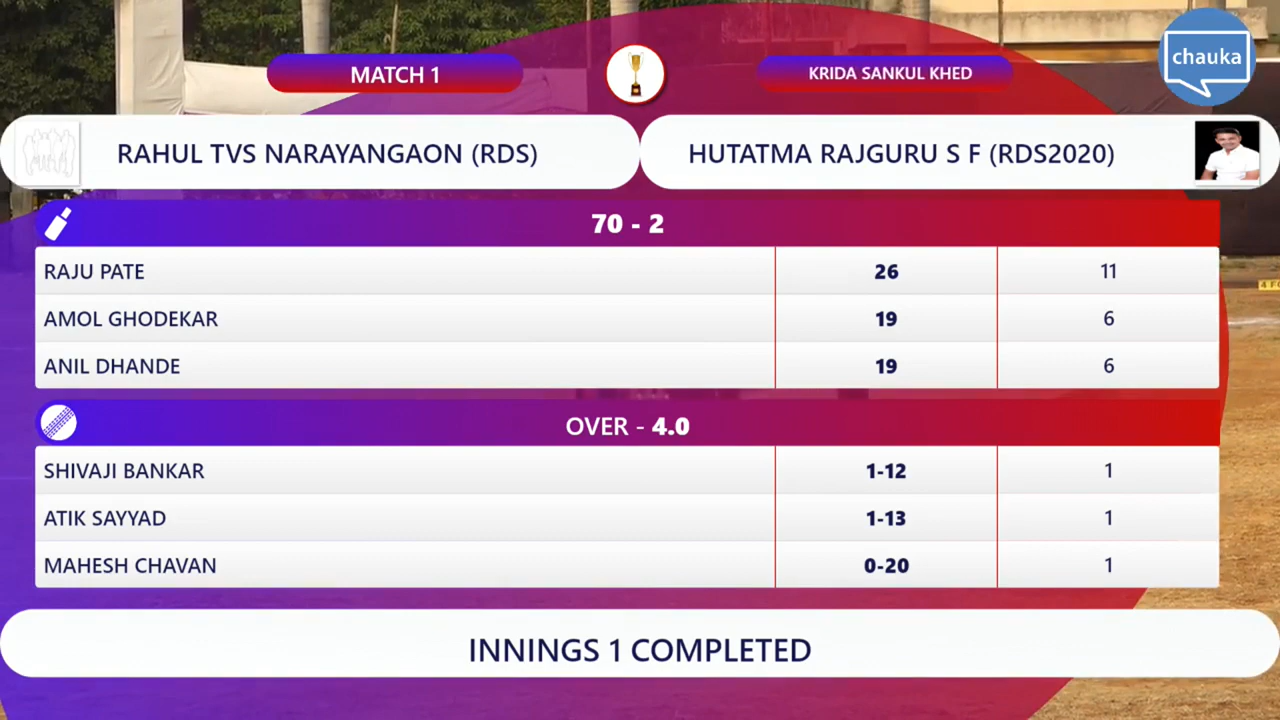 MATCH 1
KRIDA SANKUL KHED
chauka
RAHUL TVS NARAYANGAON (RDS)
HUTATMA RAJGURU S F (RDS2020)
70 - 2
RAJU PATE 26 11
AMOL GHODEKAR 19 6
ANIL DHANDE 19 6
OVER - 4.0
SHIVAJI BANKAR 1-12 1
ATIK SAYYAD 1-13 1
MAHESH CHAVAN 0-20 1
INNINGS 1 COMPLETED